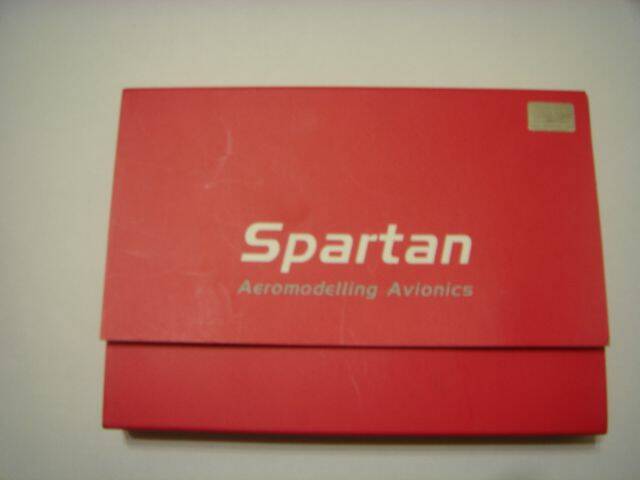 Spartan
Aeromodelling Avionics